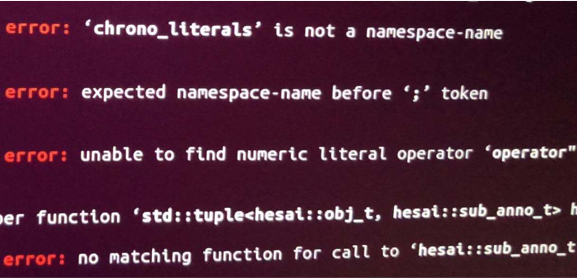 error: ‘chrono_literals’ is not a namespace-name
error: expected namespace-name before ‘;’ token
error: unable to find numeric literal operator ‘operator""
function ‘std::tuple<hesai::obj_t, hesai::sub_anno_t>
error: no matching function for call to ‘hesai::sub_anno_t